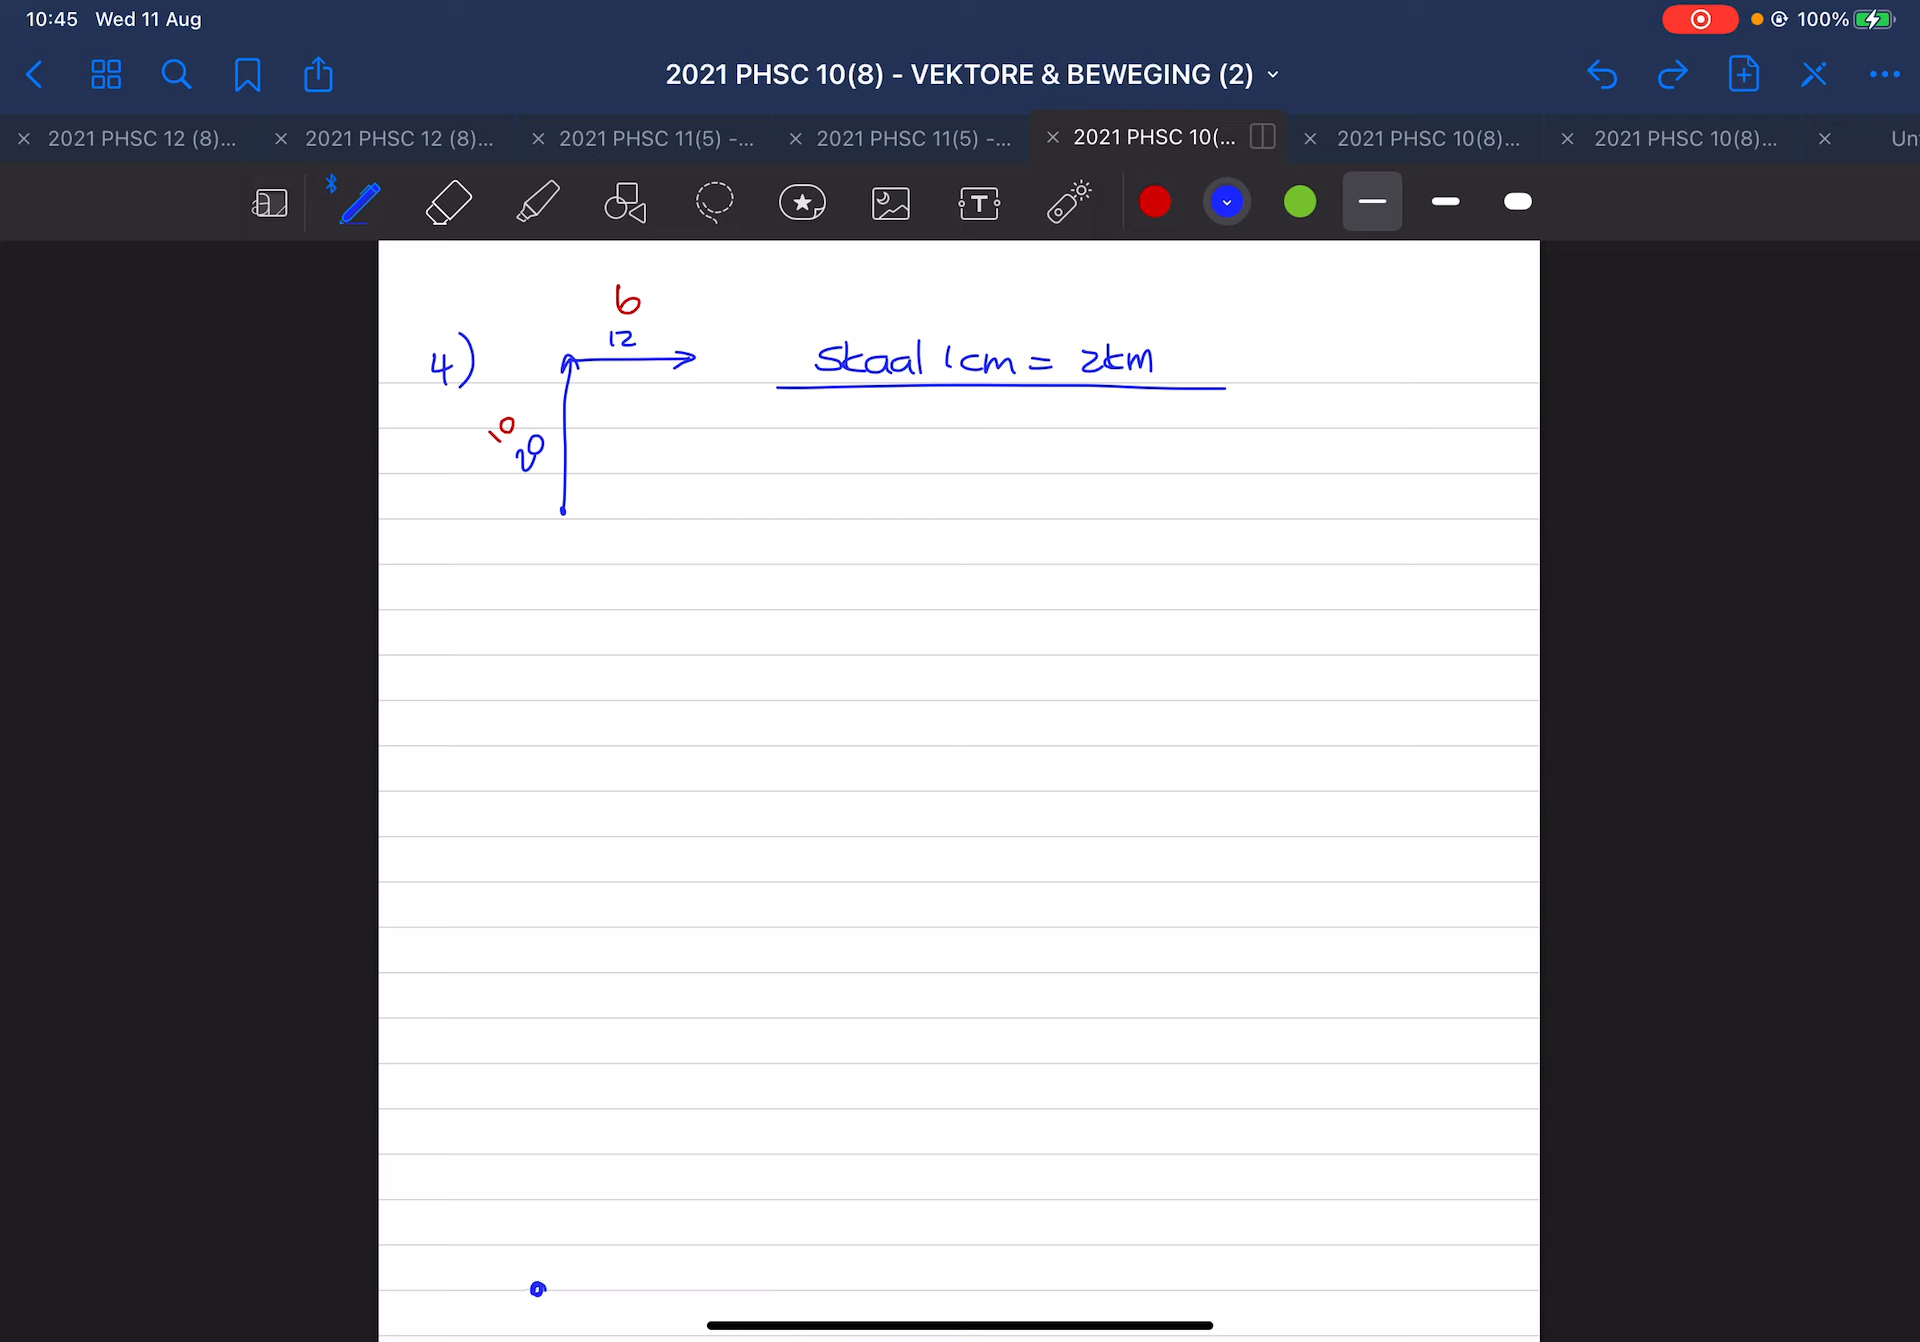 10:45 Wed 11 Aug 100%
2021 PHSC 10(8) - VEKTORE & BEWEGING (2)
2021 PHSC 12 (8)... 2021 PHSC 12 (8)... 2021 PHSC 11(5) -... 2021 PHSC 11(5) -... 2021 PHSC 10(... 2021 PHSC 10(8)... 2021 PHSC 10(8)... Un
T
6
12
4) Skaal 1cm = 2km
10
20